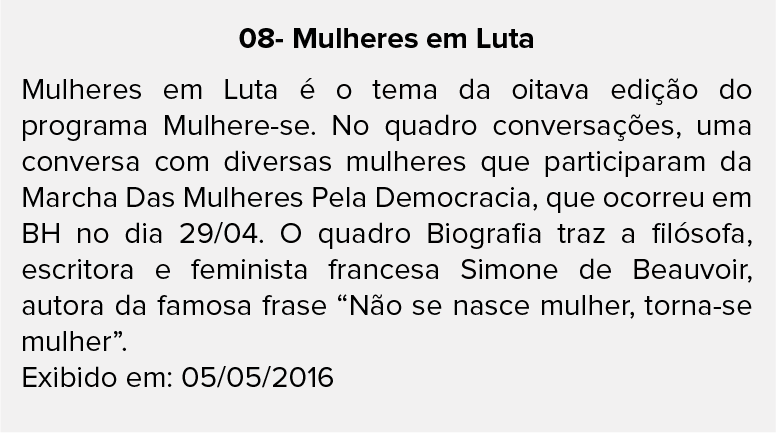 08- Mulheres em Luta
Mulheres em Luta é o tema da oitava edição do
programa Mulhere-se. No quadro conversações, uma
conversa com diversas mulheres que participaram da
Marcha Das Mulheres Pela Democracia, que ocorreu em
BH no dia 29/04. O quadro Biografia traz a filósofa,
escritora e feminista francesa Simone de Beauvoir,
autora da famosa frase “Não se nasce mulher, torna-se
mulher”.
Exibido em: 05/05/2016